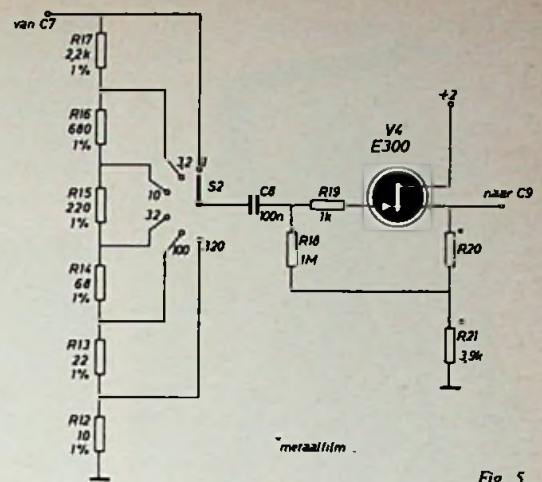 van C7
R17
2,2k
1%
R16
680
1%
R15
220
1%
R14
68
1%
R13
22
1%
R12
10
1%
3,2
1
10
32
100
320
S2
C8
100n
R19
1k
R18
1M
V4
E300
+2
naar C9
*
R20
*
R21
3,9k
*metaalfilm
Fig. 5